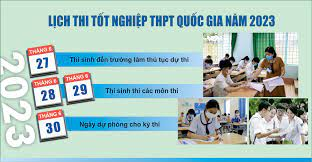 LỊCH THI TỐT NGHIỆP THPT QUỐC GIA NĂM 2023
2023
THÁNG 6
27
Thí sinh đến trường làm thủ tục dự thi
THÁNG 6
28
THÁNG 6
29
Thí sinh thi các môn thi
THÁNG 6
30
Ngày dự phòng cho kỳ thi